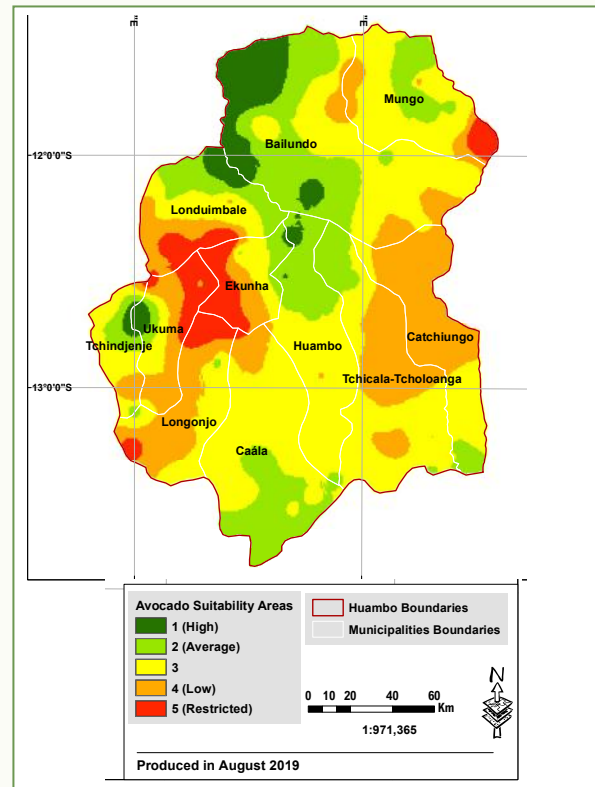 Mungo
12°0'0"S
Bailundo
Londuimbale
Ekunha
Ukuma
Tchindjenje
Huambo
Catchiungo
Tchicala-Tcholoanga
13°0'0"S
Longonjo
Caála
Avocado Suitability Areas
1 (High)
2 (Average)
3
4 (Low)
5 (Restricted)
Huambo Boundaries
Municipalities Boundaries
N
0 10 20 40 60
Km
1:971,365
Produced in August 2019